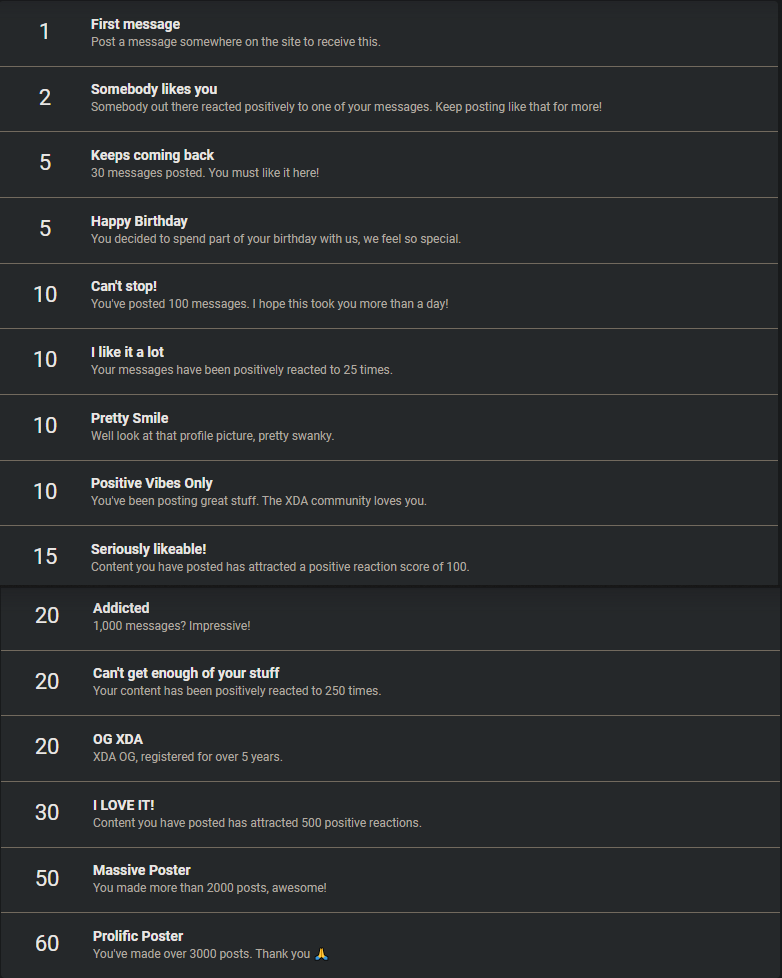 1
First message
Post a message somewhere on the site to receive this.
2
Somebody likes you
Somebody out there reacted positively to one of your messages. Keep posting like that for more!
5
Keeps coming back
30 messages posted. You must like it here!
5
Happy Birthday
You decided to spend part of your birthday with us, we feel so special.
10
Can't stop!
You've posted 100 messages. I hope this took you more than a day!
10
I like it a lot
Your messages have been positively reacted to 25 times.
10
Pretty Smile
Well look at that profile picture, pretty swanky.
10
Positive Vibes Only
You've been posting great stuff. The XDA community loves you.
15
Seriously likeable!
Content you have posted has attracted a positive reaction score of 100.
20
Addicted
1,000 messages? Impressive!
20
Can't get enough of your stuff
Your content has been positively reacted to 250 times.
20
OG XDA
XDA OG, registered for over 5 years.
30
I LOVE IT!
Content you have posted has attracted 500 positive reactions.
50
Massive Poster
You made more than 2000 posts, awesome!
60
Prolific Poster
You've made over 3000 posts. Thank you 🙏